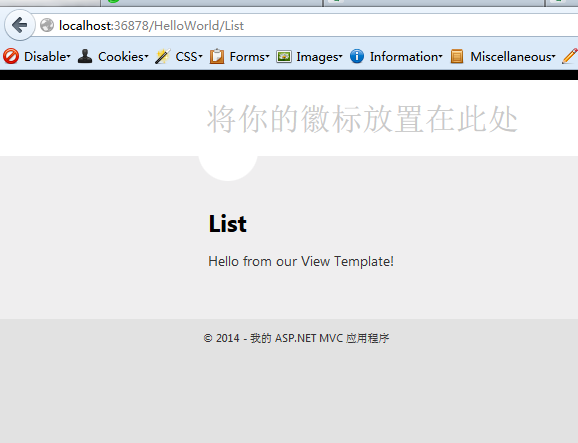 localhost:36878/HelloWorld/List
Disable Cookies CSS Forms Images Information Miscellaneous
将你的徽标放置在此处
List
Hello from our View Template!
© 2014 - 我的 ASP.NET MVC 应用程序